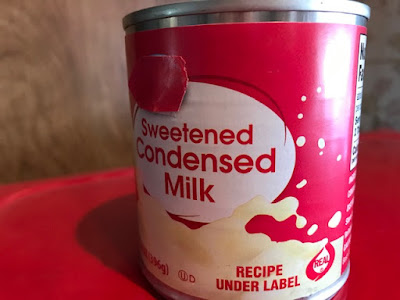 Sweetened
Condensed
Milk
RECIPE
UNDER LABEL
REAL
U D